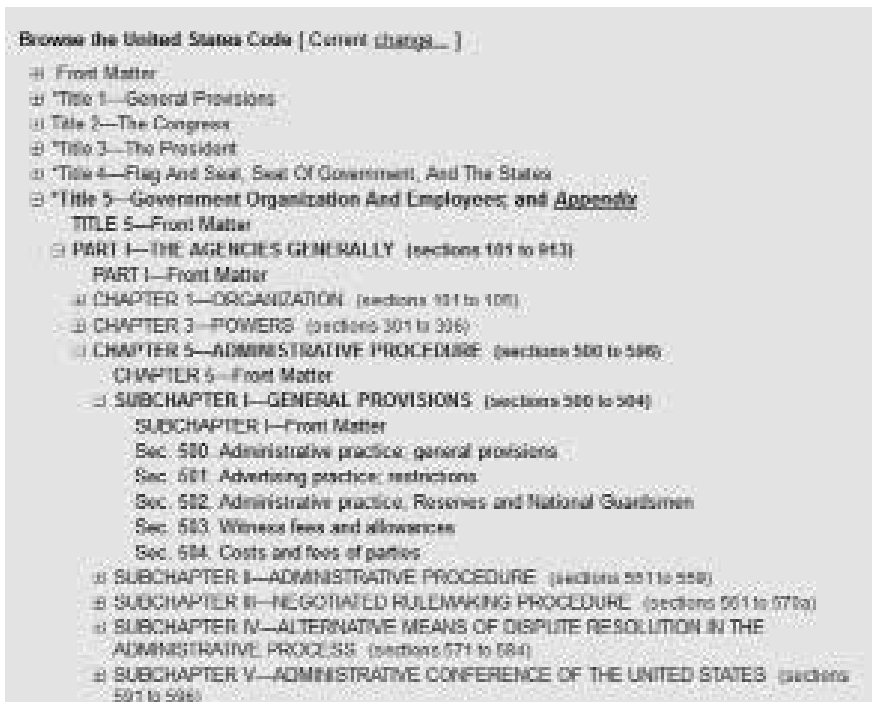 Browse the United States Code [ Current change... ]
Front Matter
*Title 1—General Provisions
Title 2—The Congress
*Title 3—The President
*Title 4—Flag And Seal, Seat Of Government, And The States
*Title 5—Government Organization And Employees; and Appendix
TITLE 5—Front Matter
PART I—THE AGENCIES GENERALLY (sections 101 to 913)
PART I—Front Matter
CHAPTER 1—ORGANIZATION (sections 101 to 105)
CHAPTER 3—POWERS (sections 301 to 306)
CHAPTER 5—ADMINISTRATIVE PROCEDURE (sections 500 to 596)
CHAPTER 5—Front Matter
SUBCHAPTER I—GENERAL PROVISIONS (sections 500 to 504)
SUBCHAPTER I—Front Matter
Sec. 500. Administrative practice; general provisions
Sec. 501. Advertising practice; restrictions
Sec. 502. Administrative practice; Reserves and National Guardsmen
Sec. 503. Witness fees and allowances
Sec. 504. Costs and fees of parties
SUBCHAPTER II—ADMINISTRATIVE PROCEDURE (sections 551 to 559)
SUBCHAPTER III—NEGOTIATED RULEMAKING PROCEDURE (sections 561 to 570a)
SUBCHAPTER IV—ALTERNATIVE MEANS OF DISPUTE RESOLUTION IN THE
ADMINISTRATIVE PROCESS (sections 571 to 584)
SUBCHAPTER V—ADMINISTRATIVE CONFERENCE OF THE UNITED STATES (sections
591 to 596)